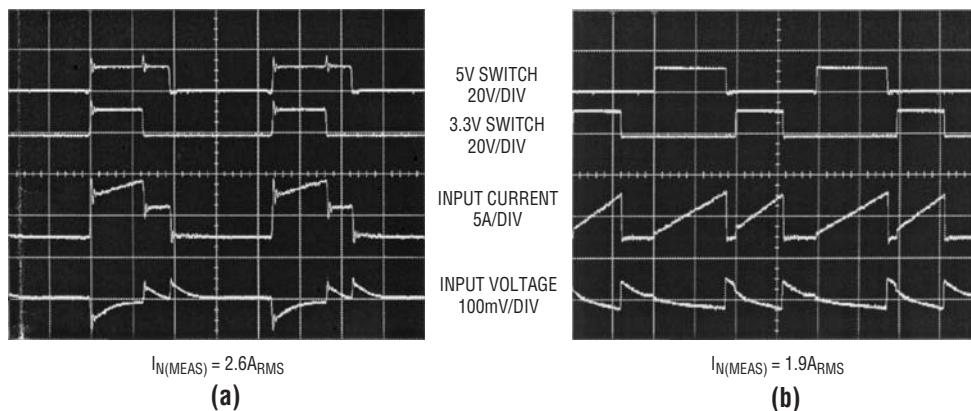 5V SWITCH
20V/DIV
3.3V SWITCH
20V/DIV
INPUT CURRENT
5A/DIV
INPUT VOLTAGE
100mV/DIV
IN(MEAS) = 2.6ARMS
(a)
IN(MEAS) = 1.9ARMS
(b)